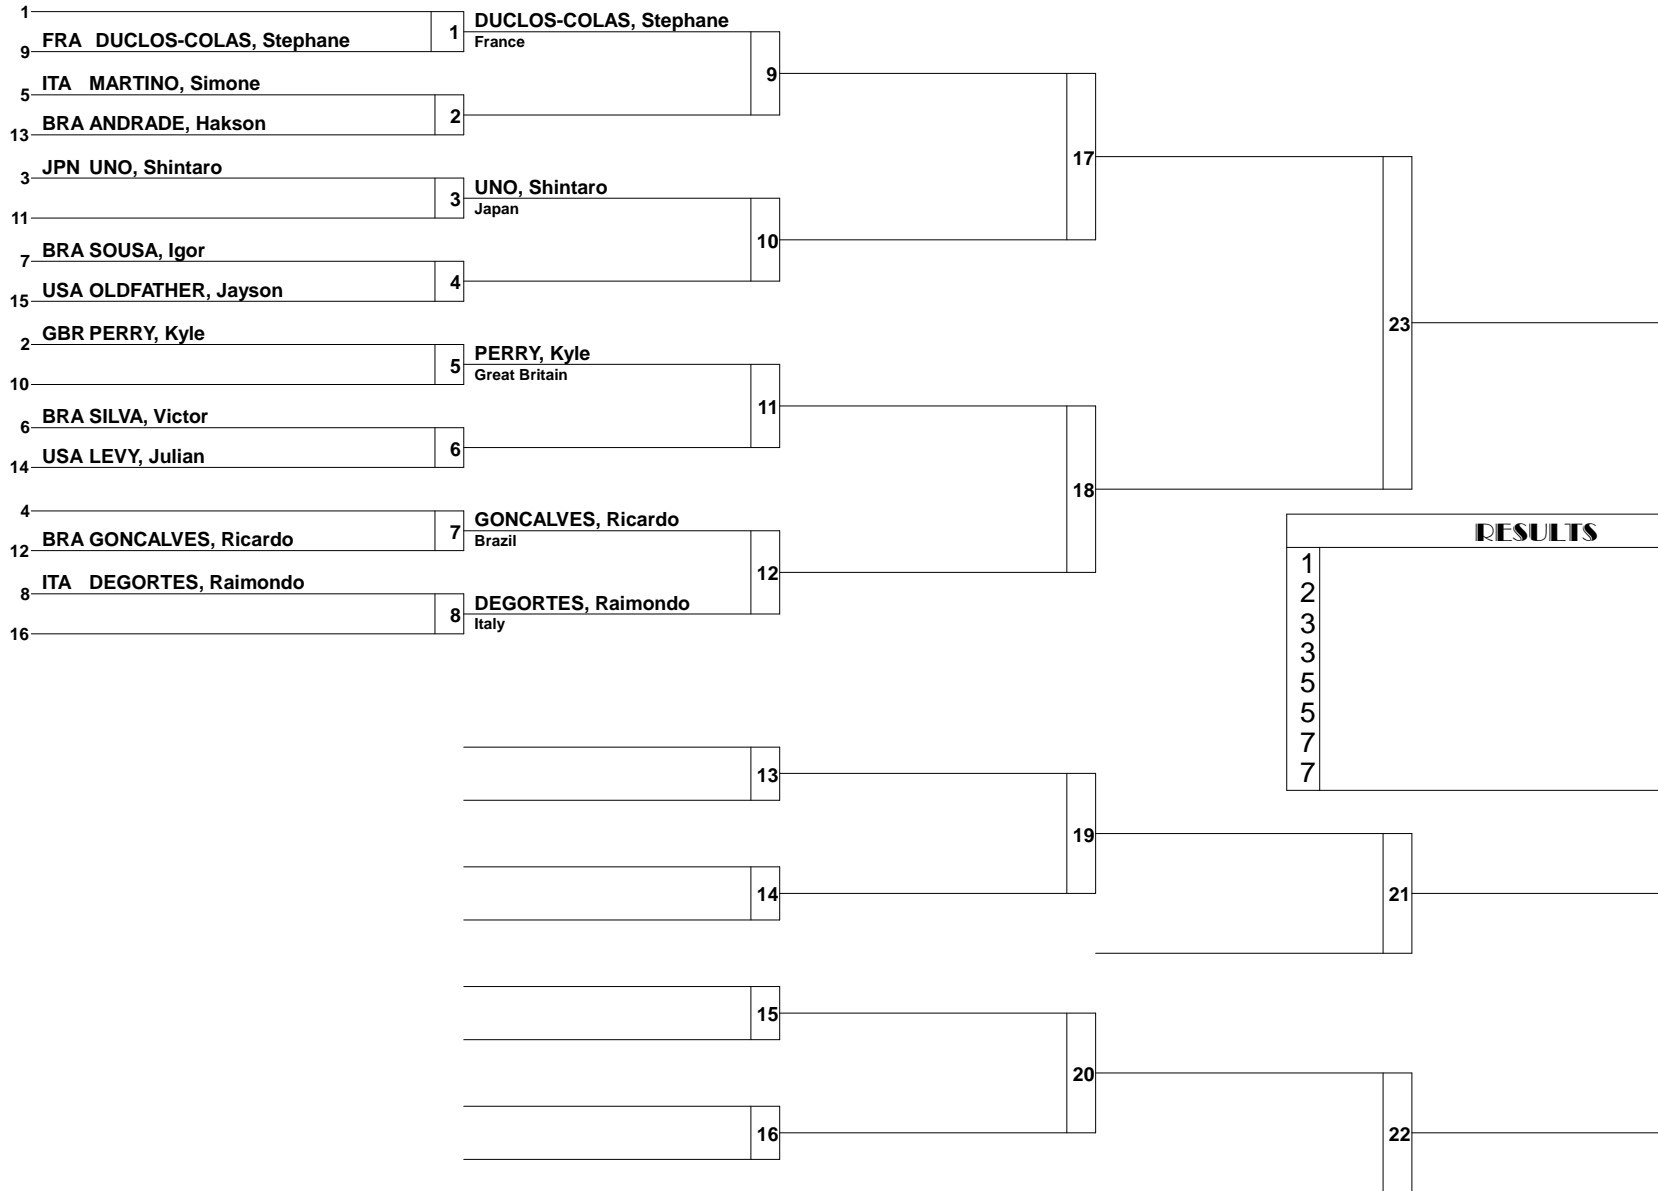 1
FRA DUCLOS-COLAS, Stephane
9
1
DUCLOS-COLAS, Stephane
France
ITA MARTINO, Simone
5
BRA ANDRADE, Hakson
13
2
9
JPN UNO, Shintaro
3
11
3
UNO, Shintaro
Japan
BRA SOUSA, Igor
7
USA OLDFATHER, Jayson
15
4
10
17
GBR PERRY, Kyle
2
10
5
PERRY, Kyle
Great Britain
BRA SILVA, Victor
6
USA LEVY, Julian
14
6
11
4
BRA GONCALVES, Ricardo
12
7
GONCALVES, Ricardo
Brazil
ITA DEGORTES, Raimondo
8
16
8
DEGORTES, Raimondo
Italy
12
18
23
RESULTS
1
2
3
3
5
5
7
7
13
14
19
21
15
16
20
22